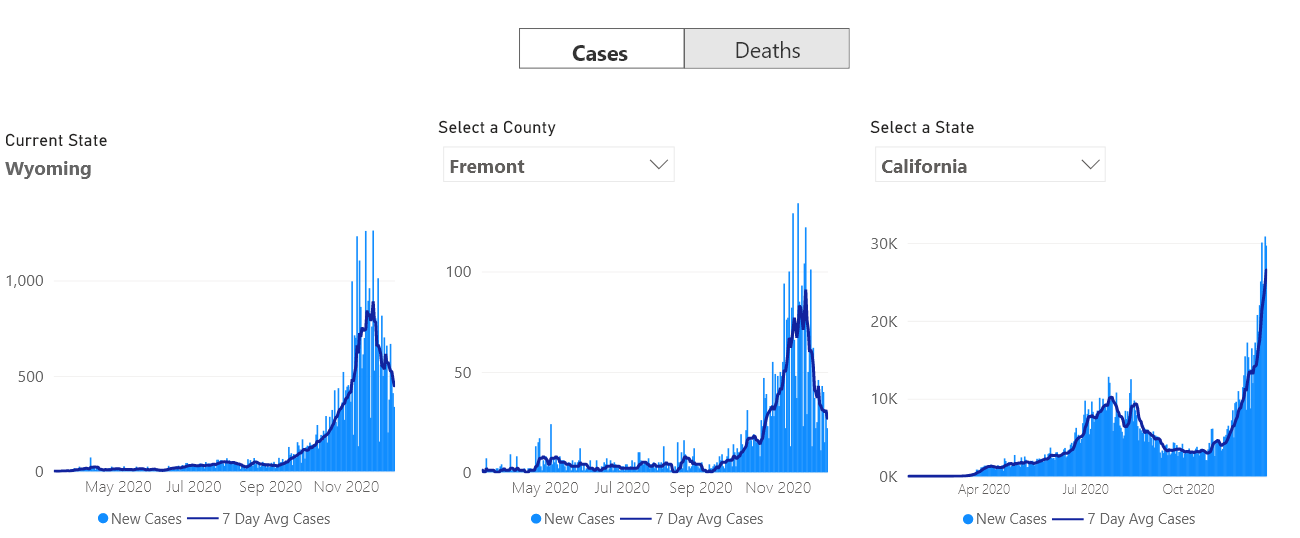 Cases
Deaths
Current State
Wyoming
1,000
500
0
May 2020 Jul 2020 Sep 2020 Nov 2020
New Cases 7 Day Avg Cases
Select a County
Fremont
100
50
0
May 2020 Jul 2020 Sep 2020 Nov 2020
New Cases 7 Day Avg Cases
Select a State
California
30K
20K
10K
0K
Apr 2020 Jul 2020 Oct 2020
New Cases 7 Day Avg Cases